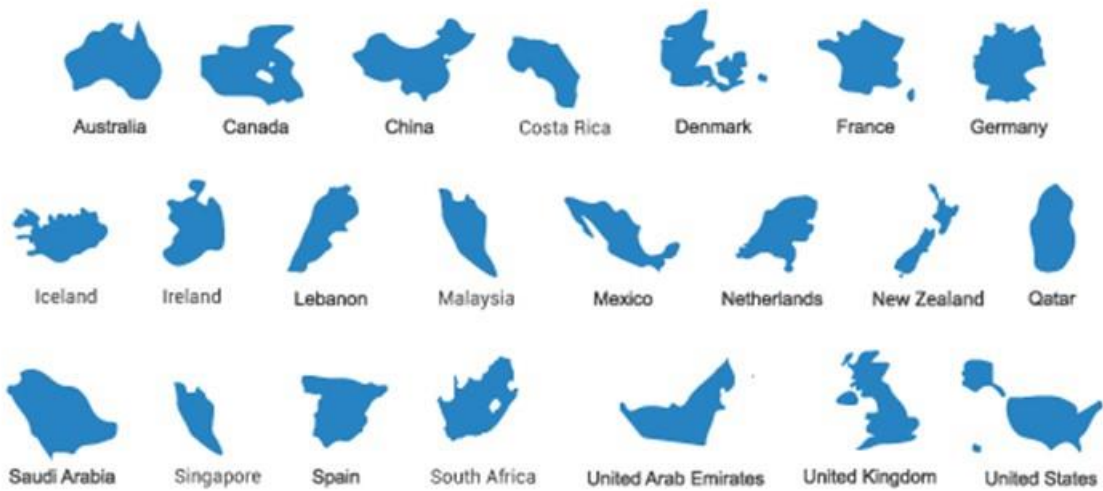 Australia Canada China Costa Rica Denmark France Germany
Iceland Ireland Lebanon Malaysia Mexico Netherlands New Zealand Qatar
Saudi Arabia Singapore Spain South Africa United Arab Emirates United Kingdom United States